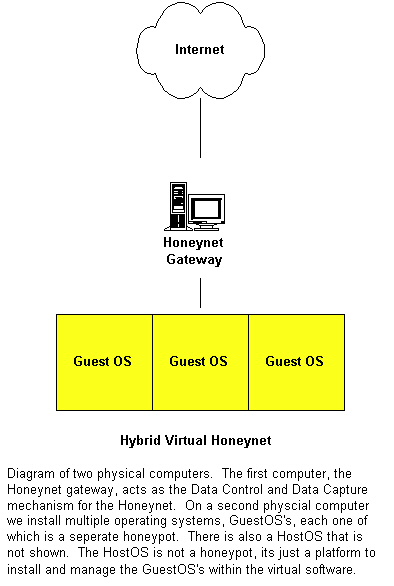 Internet
Honeynet
Gateway
Guest OS Guest OS Guest OS
Hybrid Virtual Honeynet
Diagram of two physical computers. The first computer, the
Honeynet gateway, acts as the Data Control and Data Capture
mechanism for the Honeynet. On a second physcial computer
we install multiple operating systems, GuestOS's, each one of
which is a seperate honeypot. There is also a HostOS that is
not shown. The HostOS is not a honeypot, its just a platform to
install and manage the GuestOS's within the virtual software.